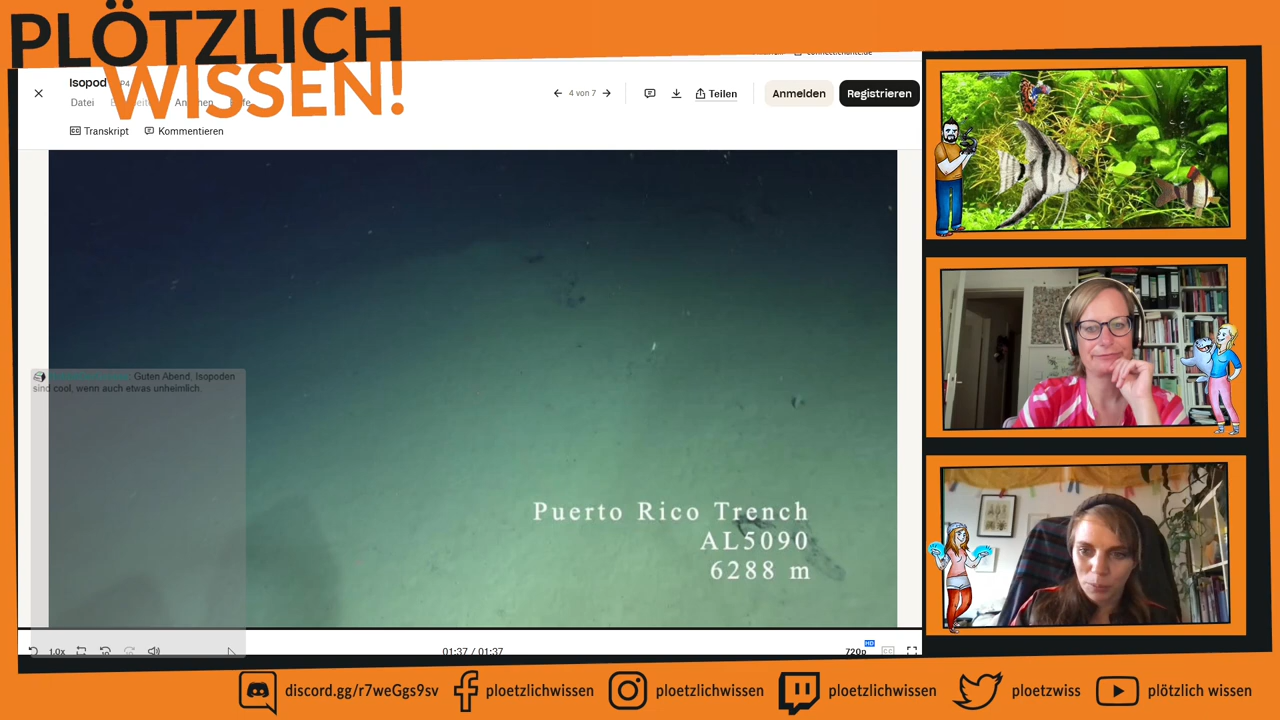 PLÖTZLICH
WISSEN!
Isopod
4 von 7
Teilen
Anmelden
Registrieren
Datei
Transkript
Kommentieren
Guten Abend, Isopoden
sind cool, wenn auch etwas unheimlich.
Puerto Rico Trench
AL5090
6288 m
1.0x
01:37 / 01:37
HD
720p
discord.gg/r7weGgs9sv
ploetzlichwissen
ploetzlichwissen
ploetzlichwissen
ploetzwiss
plötzlich wissen